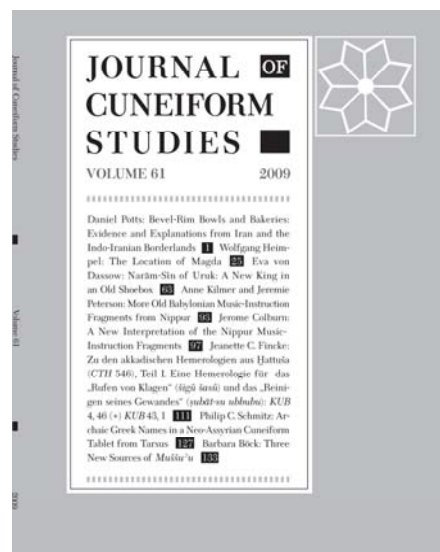 Journal of Cuneiform Studies
Volume 61
2009
JOURNAL OF
CUNEIFORM
STUDIES
VOLUME 61 2009
Daniel Potts: Bevel-Rim Bowls and Bakeries:
Evidence and Explanations from Iran and the
Indo-Iranian Borderlands 1 Wolfgang Heim-
pel: The Location of Magda 25 Eva von
Dassow: Narām-Sîn of Uruk: A New King in
an Old Shoebox 63 Anne Kilmer and Jeremie
Peterson: More Old Babylonian Music-Instruction
Fragments from Nippur 93 Jerome Colburn:
A New Interpretation of the Nippur Music-
Instruction Fragments 97 Jeanette C. Fincke:
Zu den akkadischen Hemerologien aus Ḫattuša
(CTH 546), Teil I. Eine Hemerologie für das
„Rufen von Klagen" (šigû šasû) und das „Reini-
gen seines Gewandes" (ṣubāt-su ubbubu): KUB
4, 46 (+) KUB 43, 1 111 Philip C. Schmitz: Ar-
chaic Greek Names in a Neo-Assyrian Cuneiform
Tablet from Tarsus 127 Barbara Böck: Three
New Sources of Muššu'u 133